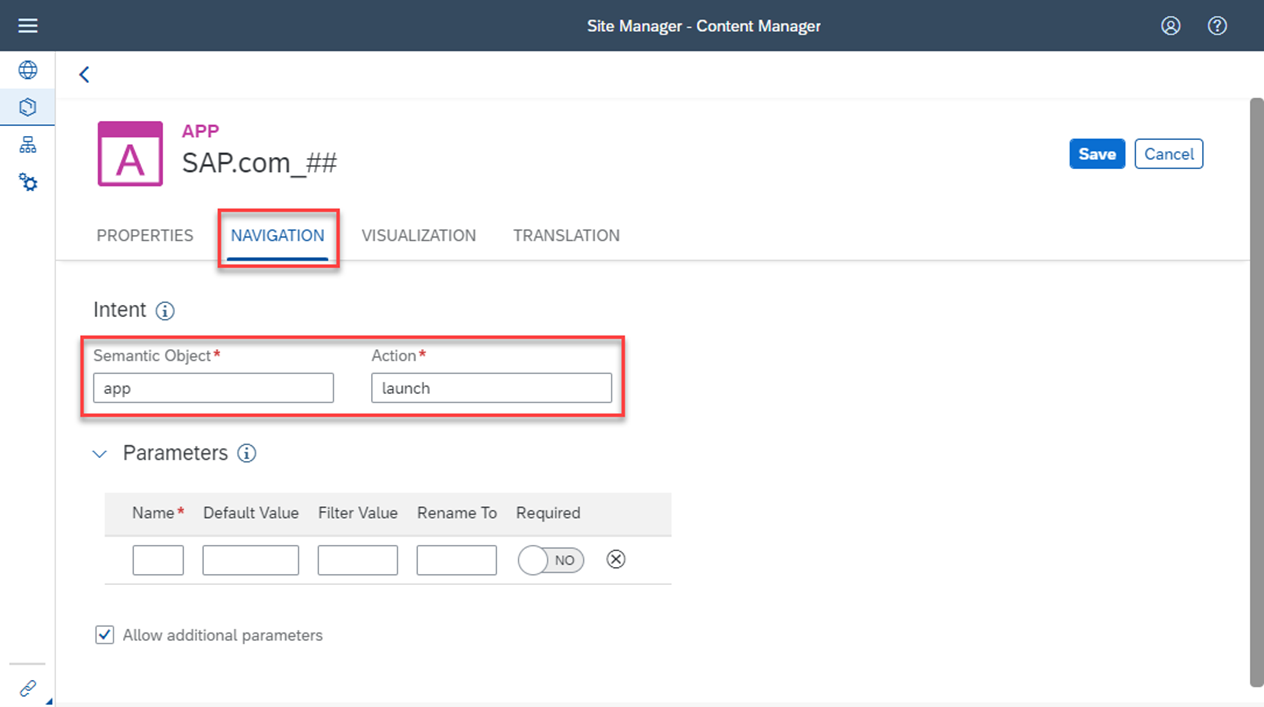 Site Manager - Content Manager
A
APP
SAP.com_##
Save Cancel
PROPERTIES NAVIGATION VISUALIZATION TRANSLATION
Intent
Semantic Object* Action*
app launch
Parameters
Name* Default Value Filter Value Rename To Required
NO
Allow additional parameters